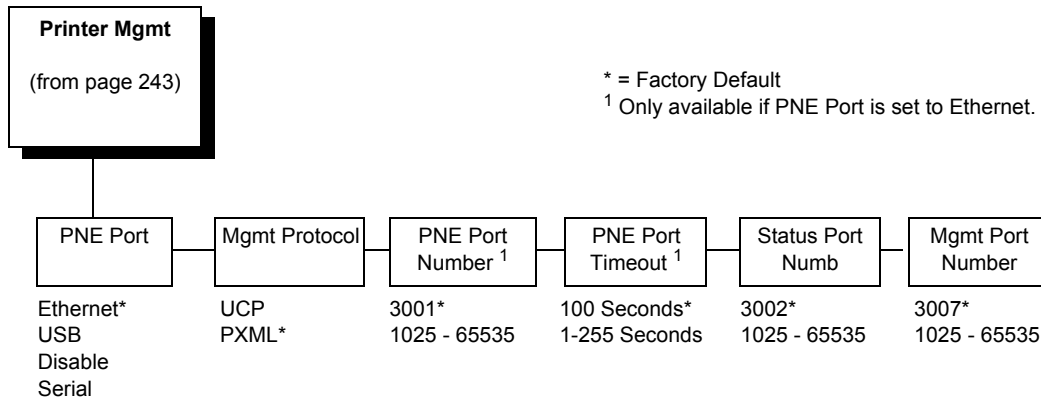 Printer Mgmt
(from page 243)
* = Factory Default
1 Only available if PNE Port is set to Ethernet.
PNE Port
Mgmt Protocol
PNE Port
Number 1
PNE Port
Timeout 1
Status Port
Numb
Mgmt Port
Number
Ethernet*
USB
Disable
Serial
UCP
PXML*
3001*
1025 - 65535
100 Seconds*
1-255 Seconds
3002*
1025 - 65535
3007*
1025 - 65535